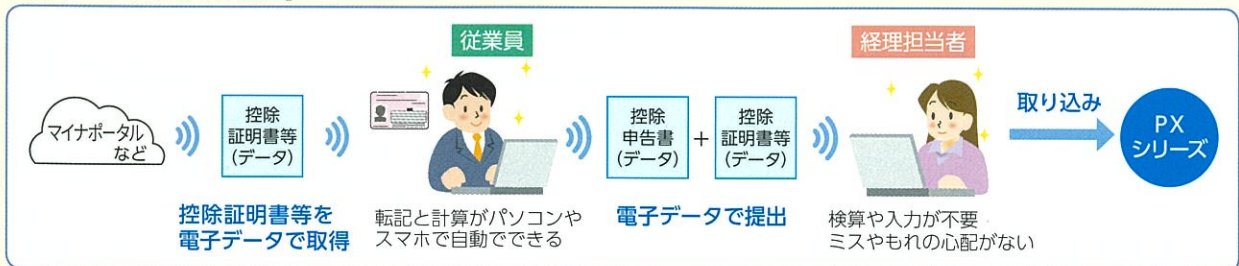 従業員
経理担当者
マイナポータル
など
控除
証明書等
(データ)
控除
申告書
(データ)
+
控除
証明書等
(データ)
取り込み
PX
シリーズ
控除証明書等を
電子データで取得
転記と計算がパソコンや
スマホで自動でできる
電子データで提出
検算や入力が不要
ミスやもれの心配がない